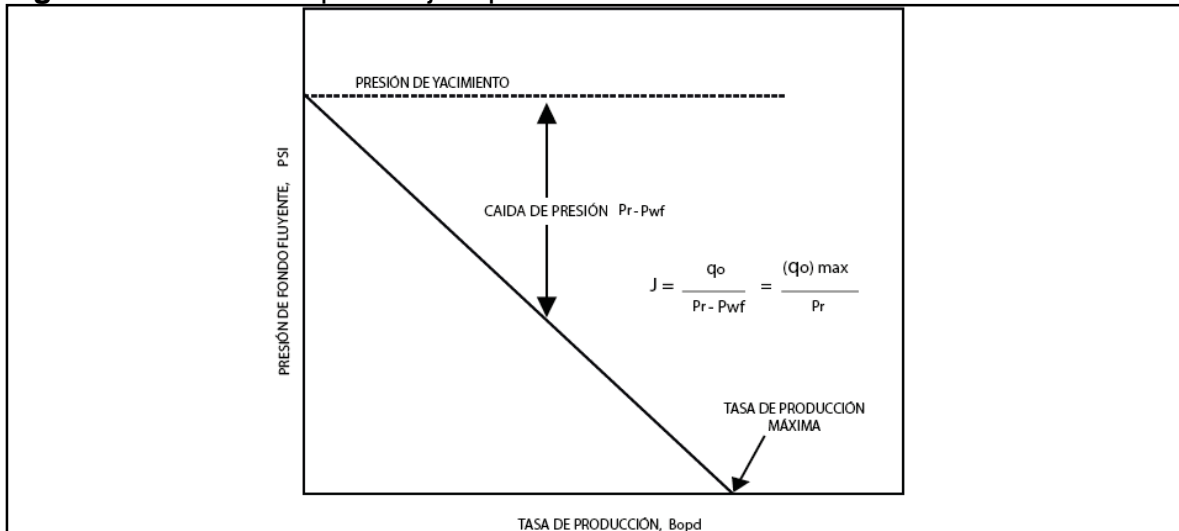 PRESIÓN DE YACIMIENTO
PRESIÓN DE FONDO FLUYENTE, PSI
CAIDA DE PRESIÓN Pr-Pwf
J = qo / Pr - Pwf = (qo) max / Pr
TASA DE PRODUCCIÓN
MÁXIMA
TASA DE PRODUCCIÓN, Bopd